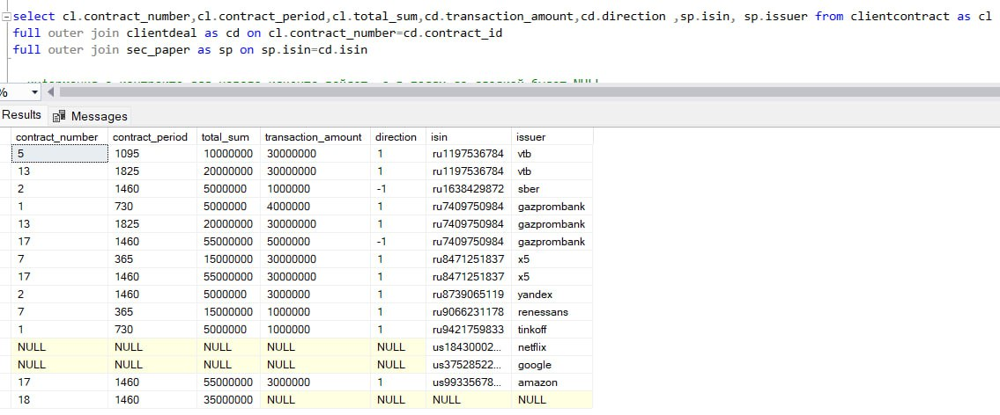 select cl.contract_number,cl.contract_period,cl.total_sum,cd.transaction_amount,cd.direction ,sp.isin, sp.issuer from clientcontract as cl
full outer join clientdeal as cd on cl.contract_number=cd.contract_id
full outer join sec_paper as sp on sp.isin=cd.isin
NULL
%
Results Messages
contract_number contract_period total_sum transaction_amount direction isin issuer
5 1095 10000000 30000000 1 ru1197536784 vtb
13 1825 20000000 30000000 1 ru1197536784 vtb
2 1460 5000000 1000000 -1 ru1638429872 sber
1 730 5000000 4000000 1 ru7409750984 gazprombank
13 1825 20000000 30000000 1 ru7409750984 gazprombank
17 1460 55000000 5000000 -1 ru7409750984 gazprombank
7 365 15000000 30000000 1 ru8471251837 x5
17 1460 55000000 30000000 1 ru8471251837 x5
2 1460 5000000 3000000 1 ru8739065119 yandex
7 365 15000000 1000000 1 ru9066231178 renessans
1 730 5000000 1000000 1 ru9421759833 tinkoff
NULL NULL NULL NULL NULL us18430002... netflix
NULL NULL NULL NULL NULL us37528522... google
17 1460 55000000 3000000 1 us99335678... amazon
18 1460 35000000 NULL NULL NULL NULL